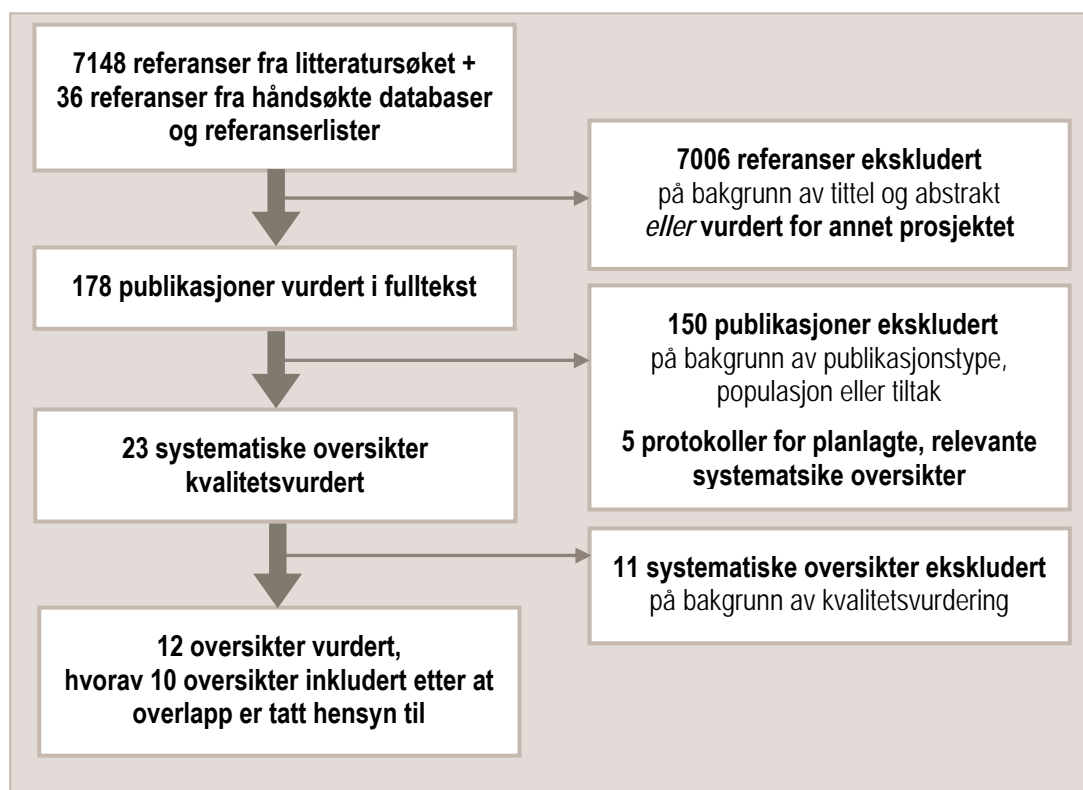 7148 referanser fra litteratursøket +
36 referanser fra håndsøkte databaser
og referanserlister
7006 referanser ekskludert
på bakgrunn av tittel og abstrakt
eller vurdert for annet prosjektet
178 publikasjoner vurdert i fulltekst
150 publikasjoner ekskludert
på bakgrunn av publikasjonstype,
populasjon eller tiltak
5 protokoller for planlagte, relevante
systematsike oversikter
23 systematiske oversikter
kvalitetsvurdert
11 systematiske oversikter ekskludert
på bakgrunn av kvalitetsvurdering
12 oversikter vurdert,
hvorav 10 oversikter inkludert etter at
overlapp er tatt hensyn til